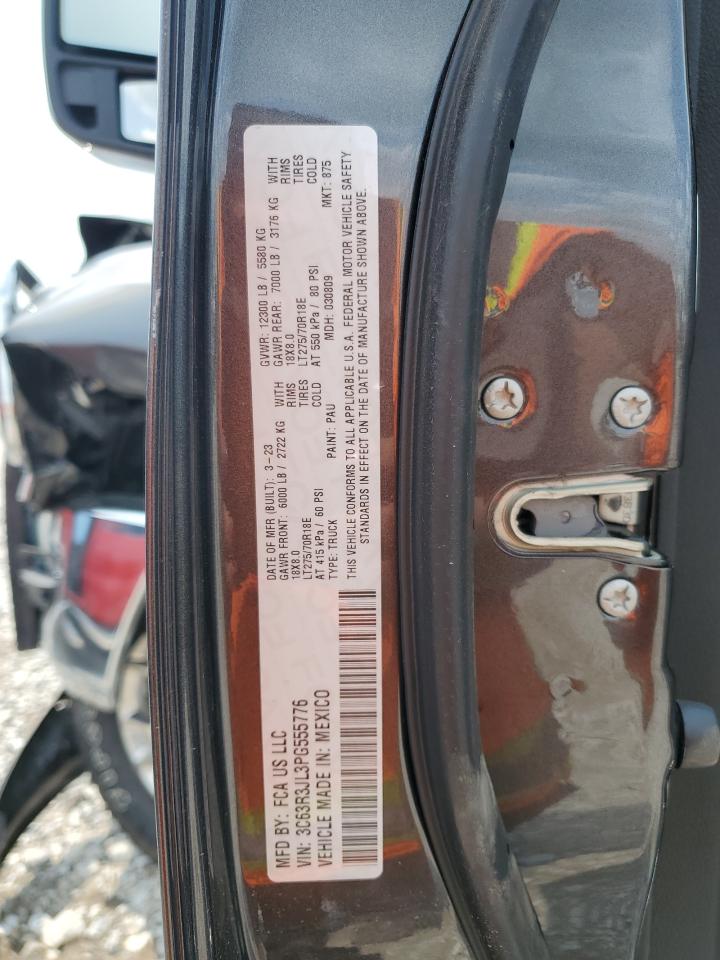 MFD BY: FCA US LLC
VIN: 3C63R3JL3PG555776
VEHICLE MADE IN: MEXICO
DATE OF MFR (BUILT): 3-23
GVWR: 12300 LB / 5580 KG
GAWR FRONT: 6000 LB / 2722 KG WITH
GAWR REAR: 7000 LB / 3176 KG WITH
18X8.0 RIMS
18X8.0 RIMS
LT275/70R18E TIRES
LT275/70R18E TIRES
AT 415 kPa / 60 PSI COLD
AT 550 kPa / 80 PSI COLD
TYPE: TRUCK PAINT: PAU MDH: 030809 MKT: 875
THIS VEHICLE CONFORMS TO ALL APPLICABLE U.S.A. FEDERAL MOTOR VEHICLE SAFETY
STANDARDS IN EFFECT ON THE DATE OF MANUFACTURE SHOWN ABOVE.